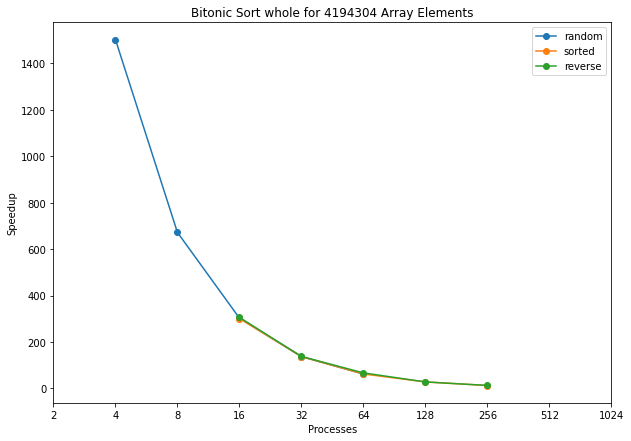 Bitonic Sort whole for 4194304 Array Elements
random
sorted
reverse
1400
1200
1000
800
600
400
200
0
Speedup
2 4 8 16 32 64 128 256 512 1024
Processes